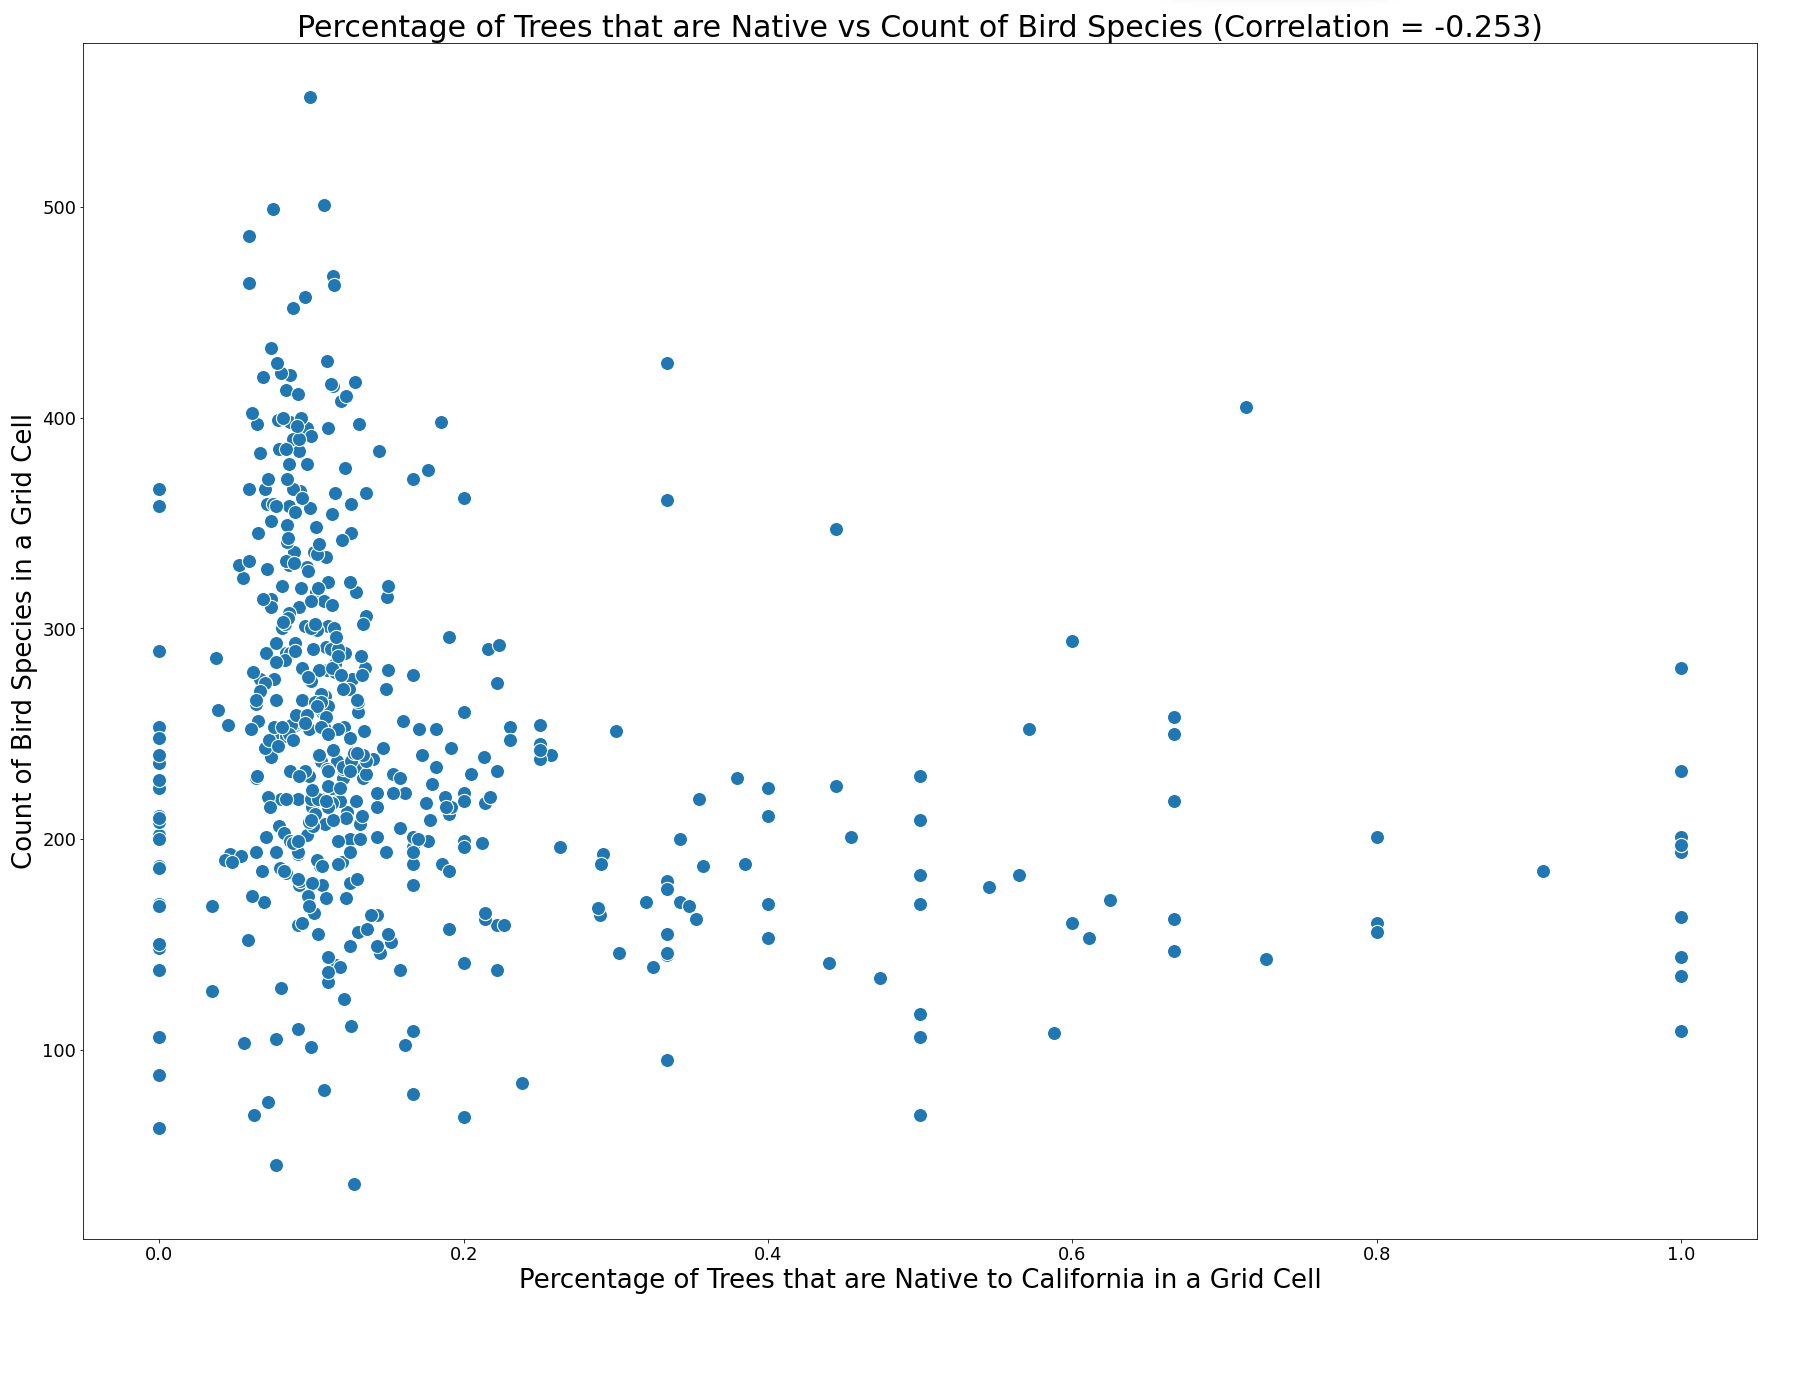 Percentage of Trees that are Native vs Count of Bird Species (Correlation = -0.253)
Count of Bird Species in a Grid Cell
500
400
300
200
100
0.0 0.2 0.4 0.6 0.8 1.0
Percentage of Trees that are Native to California in a Grid Cell